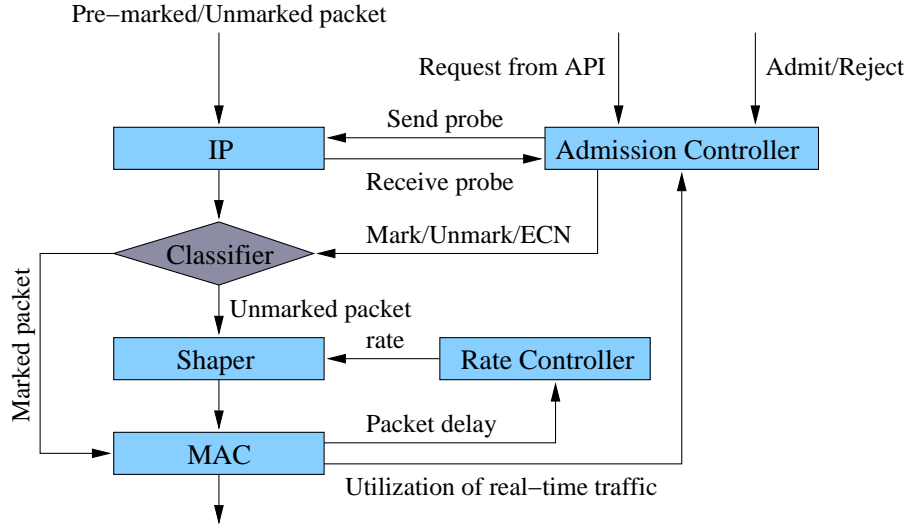 Pre-marked/Unmarked packet
Request from API
Admit/Reject
Send probe
IP
Admission Controller
Receive probe
Mark/Unmark/ECN
Classifier
Marked packet
Unmarked packet
rate
Shaper
Rate Controller
Packet delay
MAC
Utilization of real-time traffic